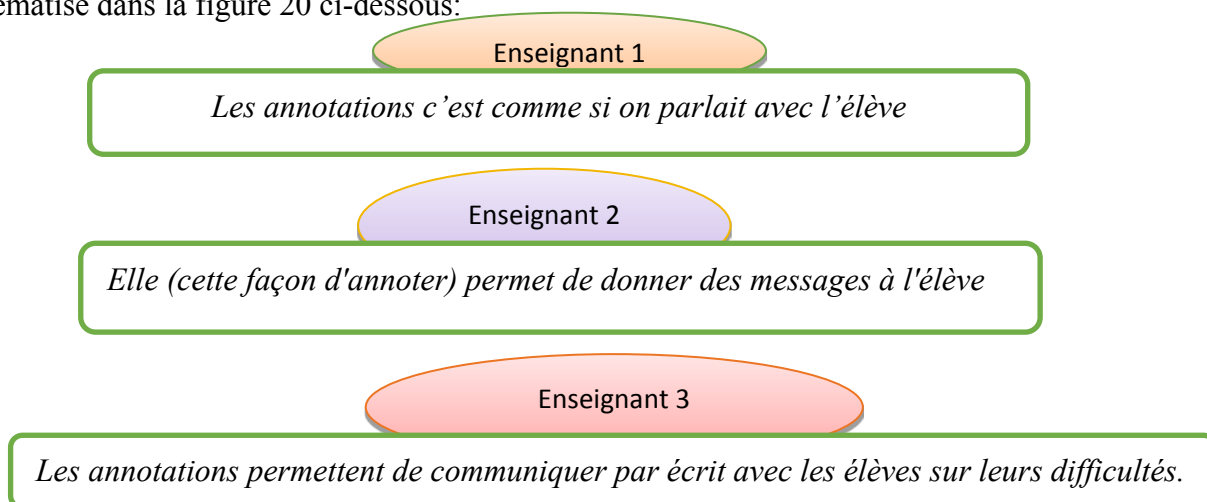 ématisé dans la figure 20 ci-dessous:
Enseignant 1
Les annotations c’est comme si on parlait avec l’élève
Enseignant 2
Elle (cette façon d'annoter) permet de donner des messages à l'élève
Enseignant 3
Les annotations permettent de communiquer par écrit avec les élèves sur leurs difficultés.